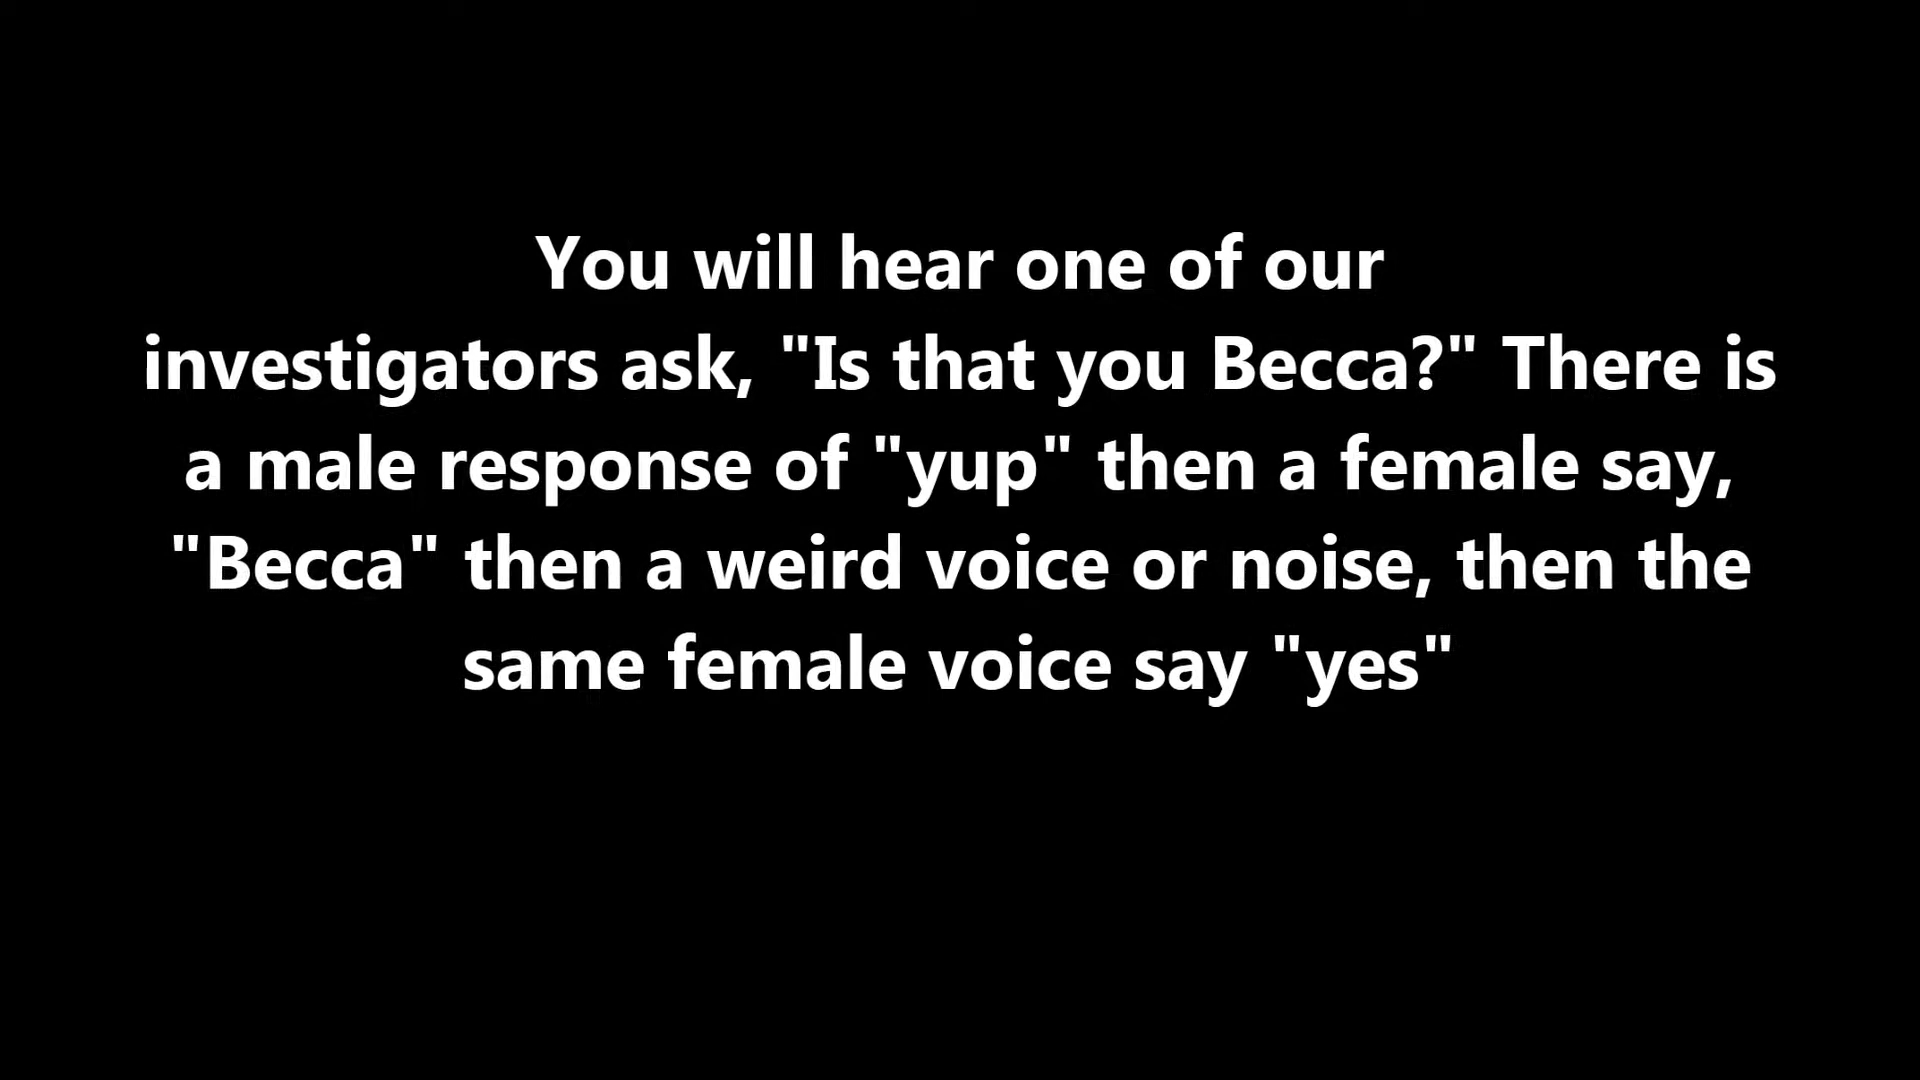 You will hear one of our
investigators ask, "Is that you Becca?" There is
a male response of "yup" then a female say,
"Becca" then a weird voice or noise, then the
same female voice say "yes"